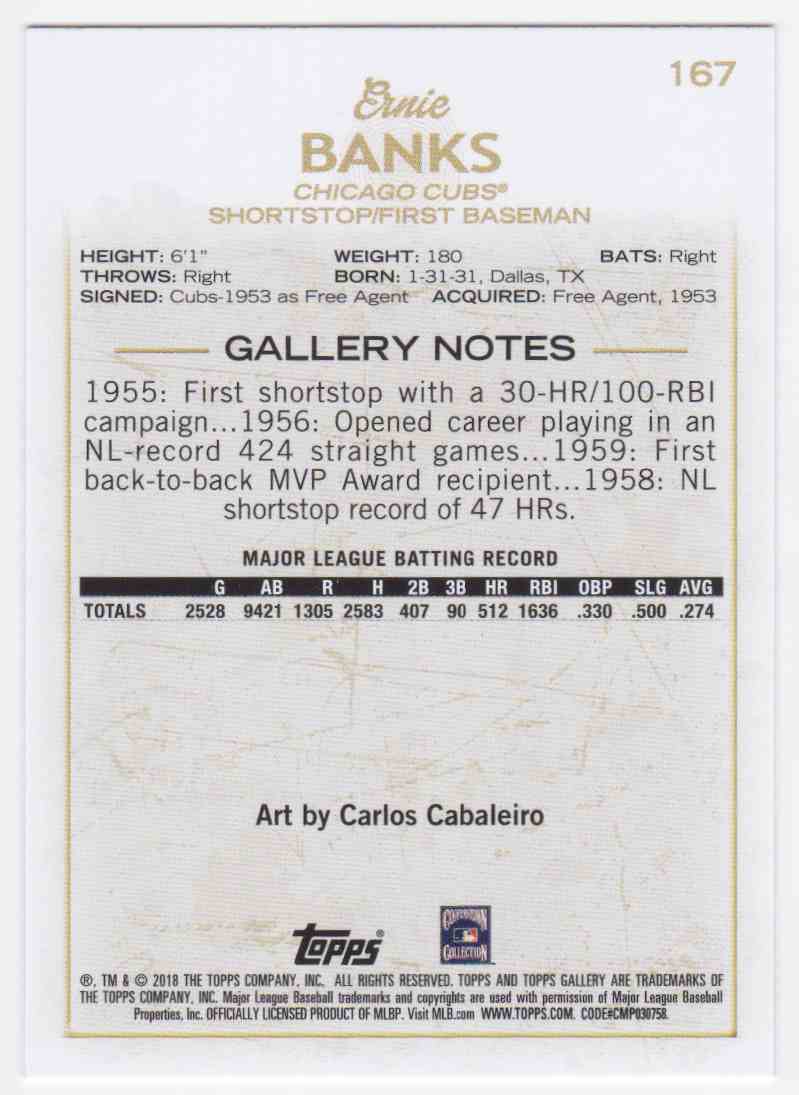 167
Ernie
BANKS
CHICAGO CUBS®
SHORTSTOP/FIRST BASEMAN
HEIGHT: 6'1" WEIGHT: 180 BATS: Right
THROWS: Right BORN: 1-31-31, Dallas, TX
SIGNED: Cubs-1953 as Free Agent ACQUIRED: Free Agent, 1953
GALLERY NOTES
1955: First shortstop with a 30-HR/100-RBI
campaign...1956: Opened career playing in an
NL-record 424 straight games...1959: First
back-to-back MVP Award recipient...1958: NL
shortstop record of 47 HRs.
MAJOR LEAGUE BATTING RECORD
G AB R H 2B 3B HR RBI OBP SLG AVG
TOTALS 2528 9421 1305 2583 407 90 512 1636 .330 .500 .274
Art by Carlos Cabaleiro
topps®
COOPERSTOWN
COLLECTION
®, TM & © 2018 THE TOPPS COMPANY, INC. ALL RIGHTS RESERVED. TOPPS AND TOPPS GALLERY ARE TRADEMARKS OF
THE TOPPS COMPANY, INC. Major League Baseball trademarks and copyrights are used with permission of Major League Baseball
Properties, Inc. OFFICIALLY LICENSED PRODUCT OF MLBP. Visit MLB.com WWW.TOPPS.COM. CODE#CMP030758.